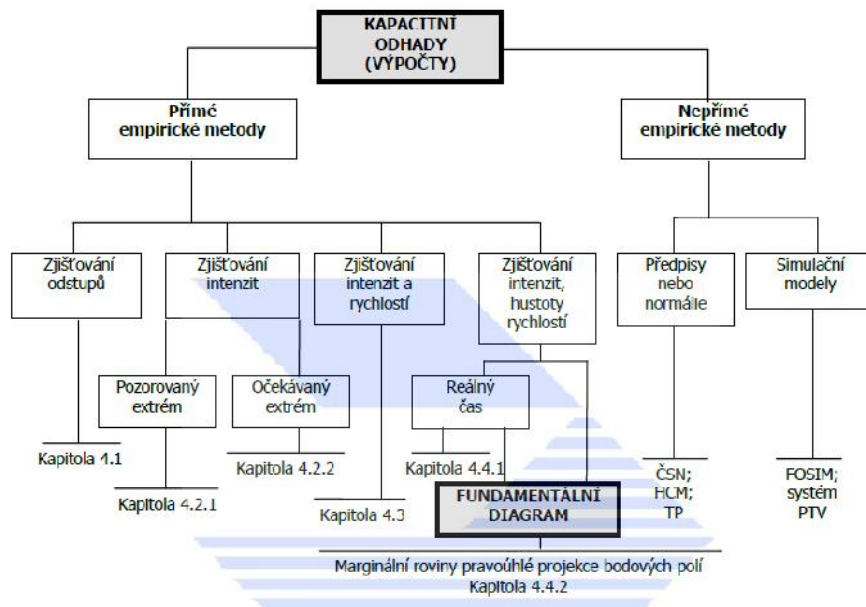 KAPACITNÍ
ODHADY
(VÝPOČTY)
Přímé
empirické metody
Nepřímé
empirické metody
Zjišťování
odstupů
Zjišťování
intenzit
Zjišťování
intenzit a
rychlostí
Zjišťování
intenzit,
hustoty
rychlostí
Předpisy
nebo
normálie
Simulační
modely
Pozorovaný
extrém
Očekávaný
extrém
Reálný
čas
Kapitola 4.1
Kapitola 4.2.1
Kapitola 4.2.2
Kapitola 4.3
Kapitola 4.4.1
FUNDAMENTÁLNÍ
DIAGRAM
ČSN;
HCM;
TP
FOSIM;
systém
PTV
Marginální roviny pravoúhlé projekce bodových polí
Kapitola 4.4.2